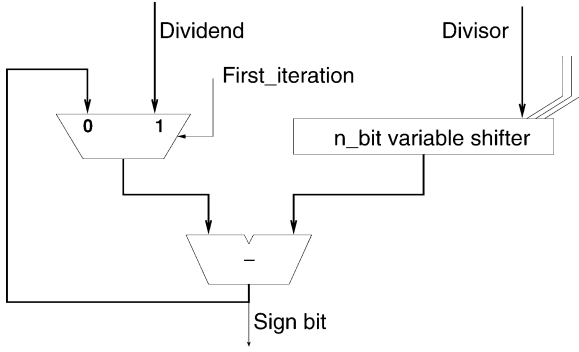 Dividend
Divisor
First_iteration
0 1
n_bit variable shifter
–
Sign bit